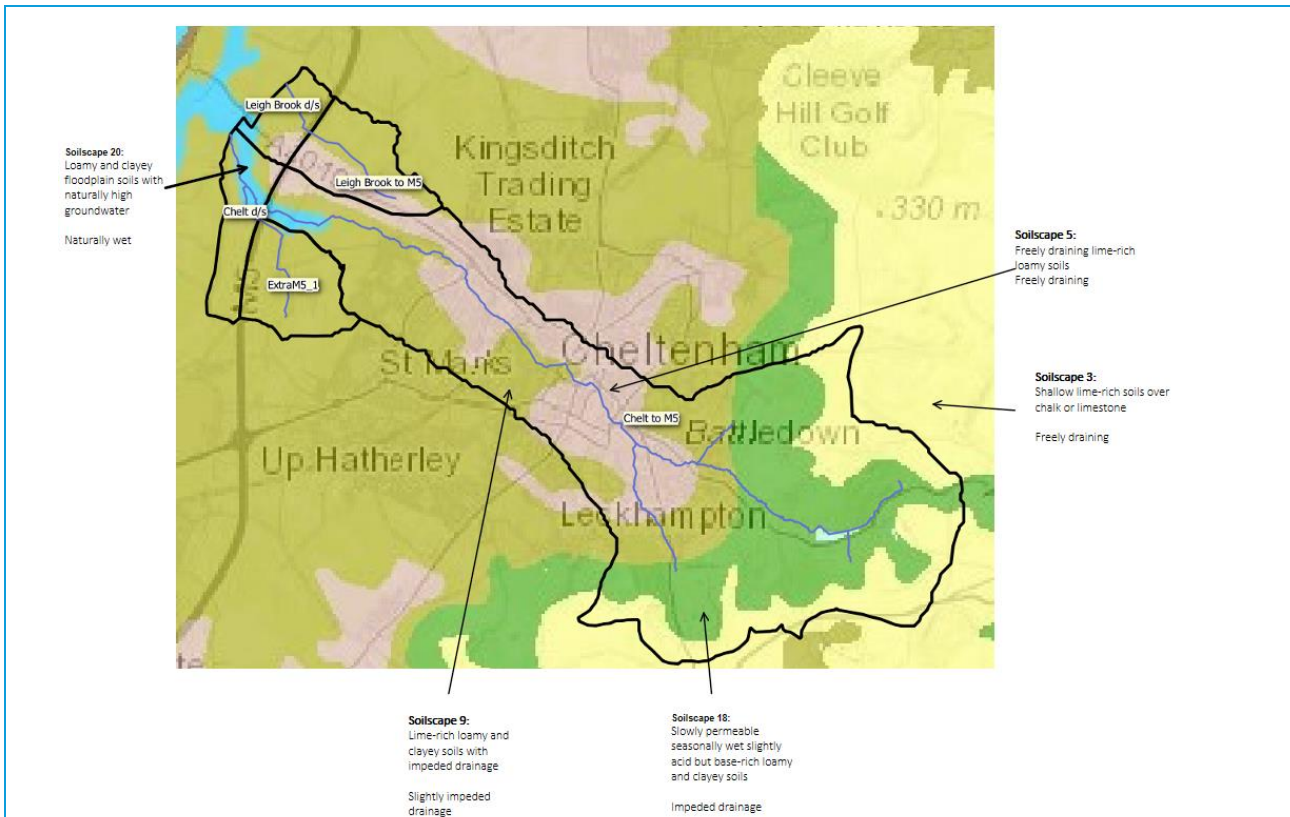 Cleeve
Hill Golf
Club
Leigh Brook d/s
A4019
Kingsditch
Trading
Estate
Soilscape 20:
Loamy and clayey
floodplain soils with
naturally high
groundwater
Naturally wet
Leigh Brook to M5
330 m
Chelt d/s
Soilscape 5:
Freely draining lime-rich
loamy soils
Freely draining
ExtraM5_1
M5
St Marks
Cheltenham
Soilscape 3:
Shallow lime-rich soils over
chalk or limestone
Freely draining
Chelt to M5
Battledown
Up Hatherley
Leckhampton
Soilscape 9:
Lime-rich loamy and
clayey soils with
impeded drainage
Slightly impeded
drainage
Soilscape 18:
Slowly permeable
seasonally wet slightly
acid but base-rich loamy
and clayey soils
Impeded drainage